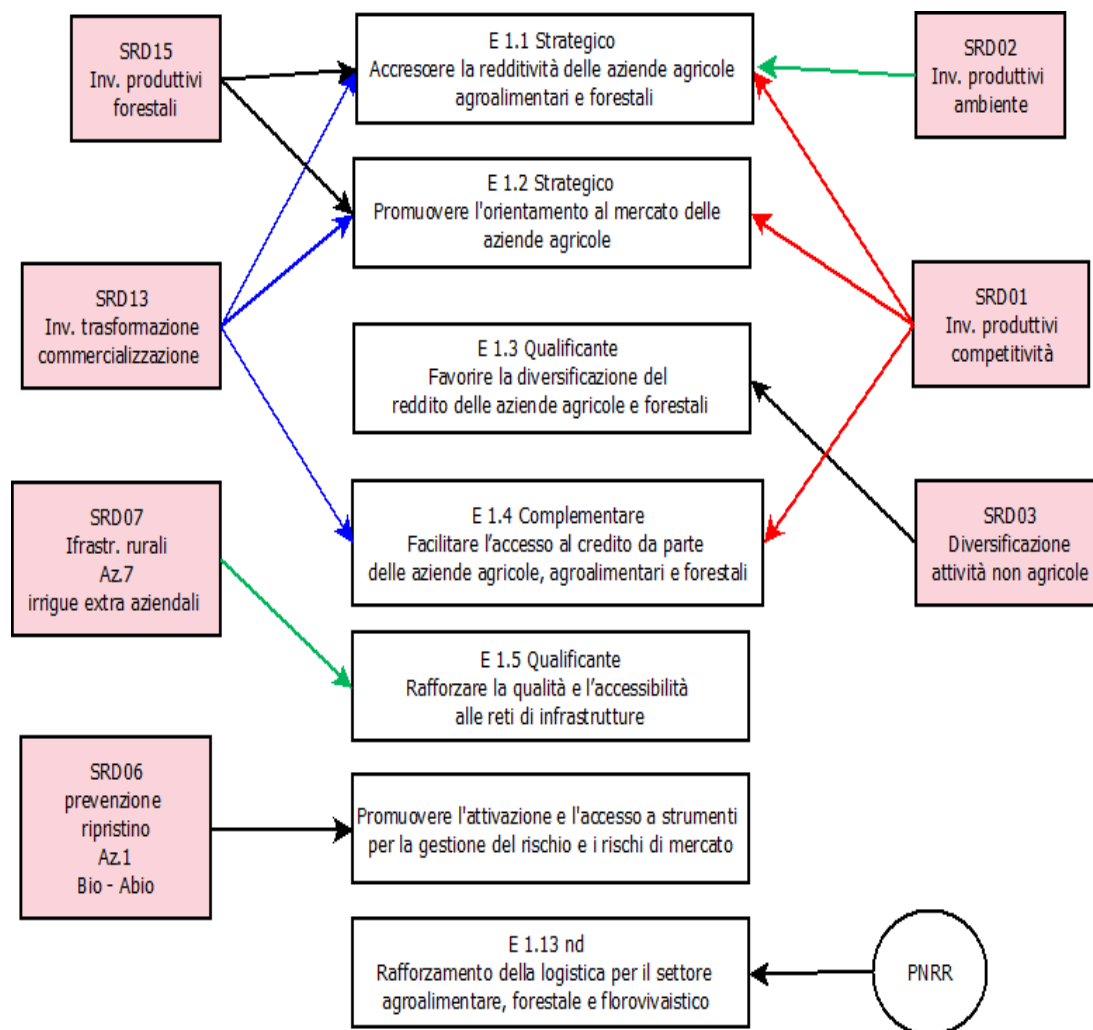 SRD15
Inv. produttivi
forestali
E 1.1 Strategico
Accrescere la redditività delle aziende agricole
agroalimentari e forestali
SRD02
Inv. produttivi
ambiente
E 1.2 Strategico
Promuovere l'orientamento al mercato delle
aziende agricole
SRD13
Inv. trasformazione
commercializzazione
SRD01
Inv. produttivi
competitività
E 1.3 Qualificante
Favorire la diversificazione del
reddito delle aziende agricole e forestali
SRD07
Ifrastr. rurali
Az.7
irrigue extra aziendali
E 1.4 Complementare
Facilitare l’accesso al credito da parte
delle aziende agricole, agroalimentari e forestali
SRD03
Diversificazione
attività non agricole
E 1.5 Qualificante
Rafforzare la qualità e l’accessibilità
alle reti di infrastrutture
SRD06
prevenzione
ripristino
Az.1
Bio - Abio
Promuovere l'attivazione e l'accesso a strumenti
per la gestione del rischio e i rischi di mercato
E 1.13 nd
Rafforzamento della logistica per il settore
agroalimentare, forestale e florovivaistico
PNRR